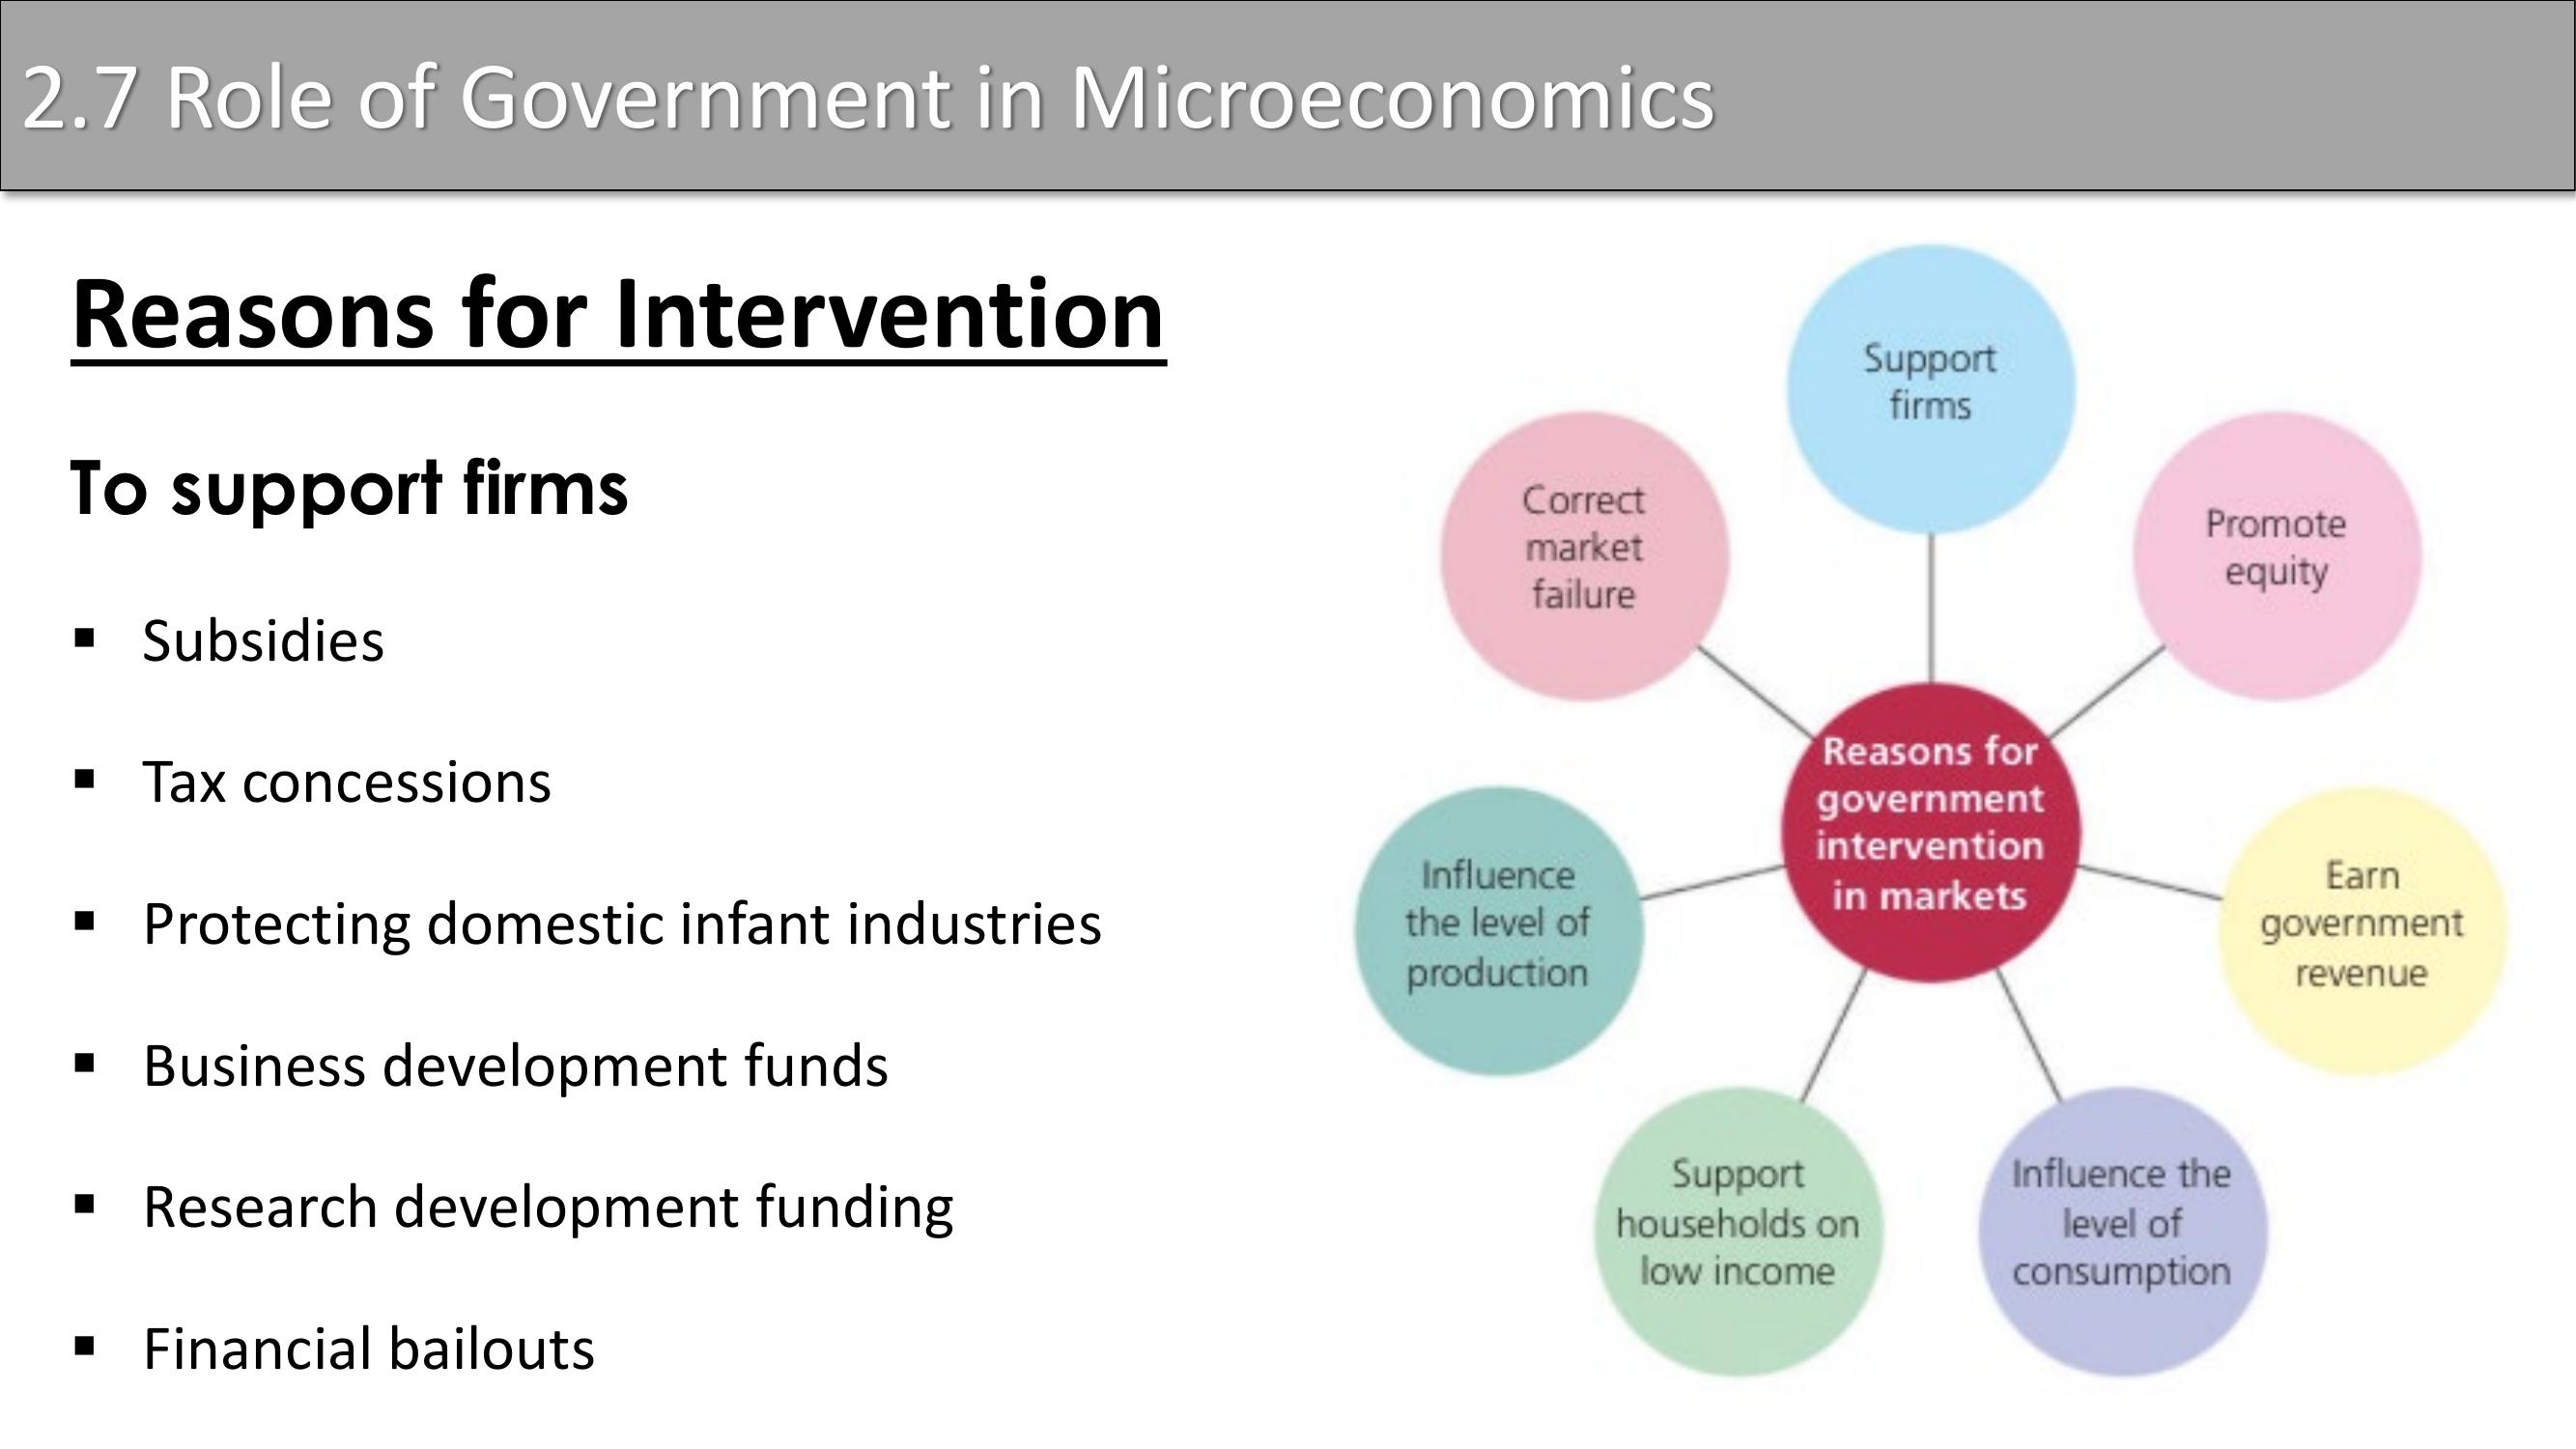 2.7 Role of Government in Microeconomics
Reasons for Intervention
To support firms
▪ Subsidies
▪ Tax concessions
▪ Protecting domestic infant industries
▪ Business development funds
▪ Research development funding
▪ Financial bailouts
Support
firms
Correct
market
failure
Promote
equity
Reasons for
government
intervention
in markets
Influence
the level of
production
Earn
government
revenue
Support
households on
low income
Influence the
level of
consumption